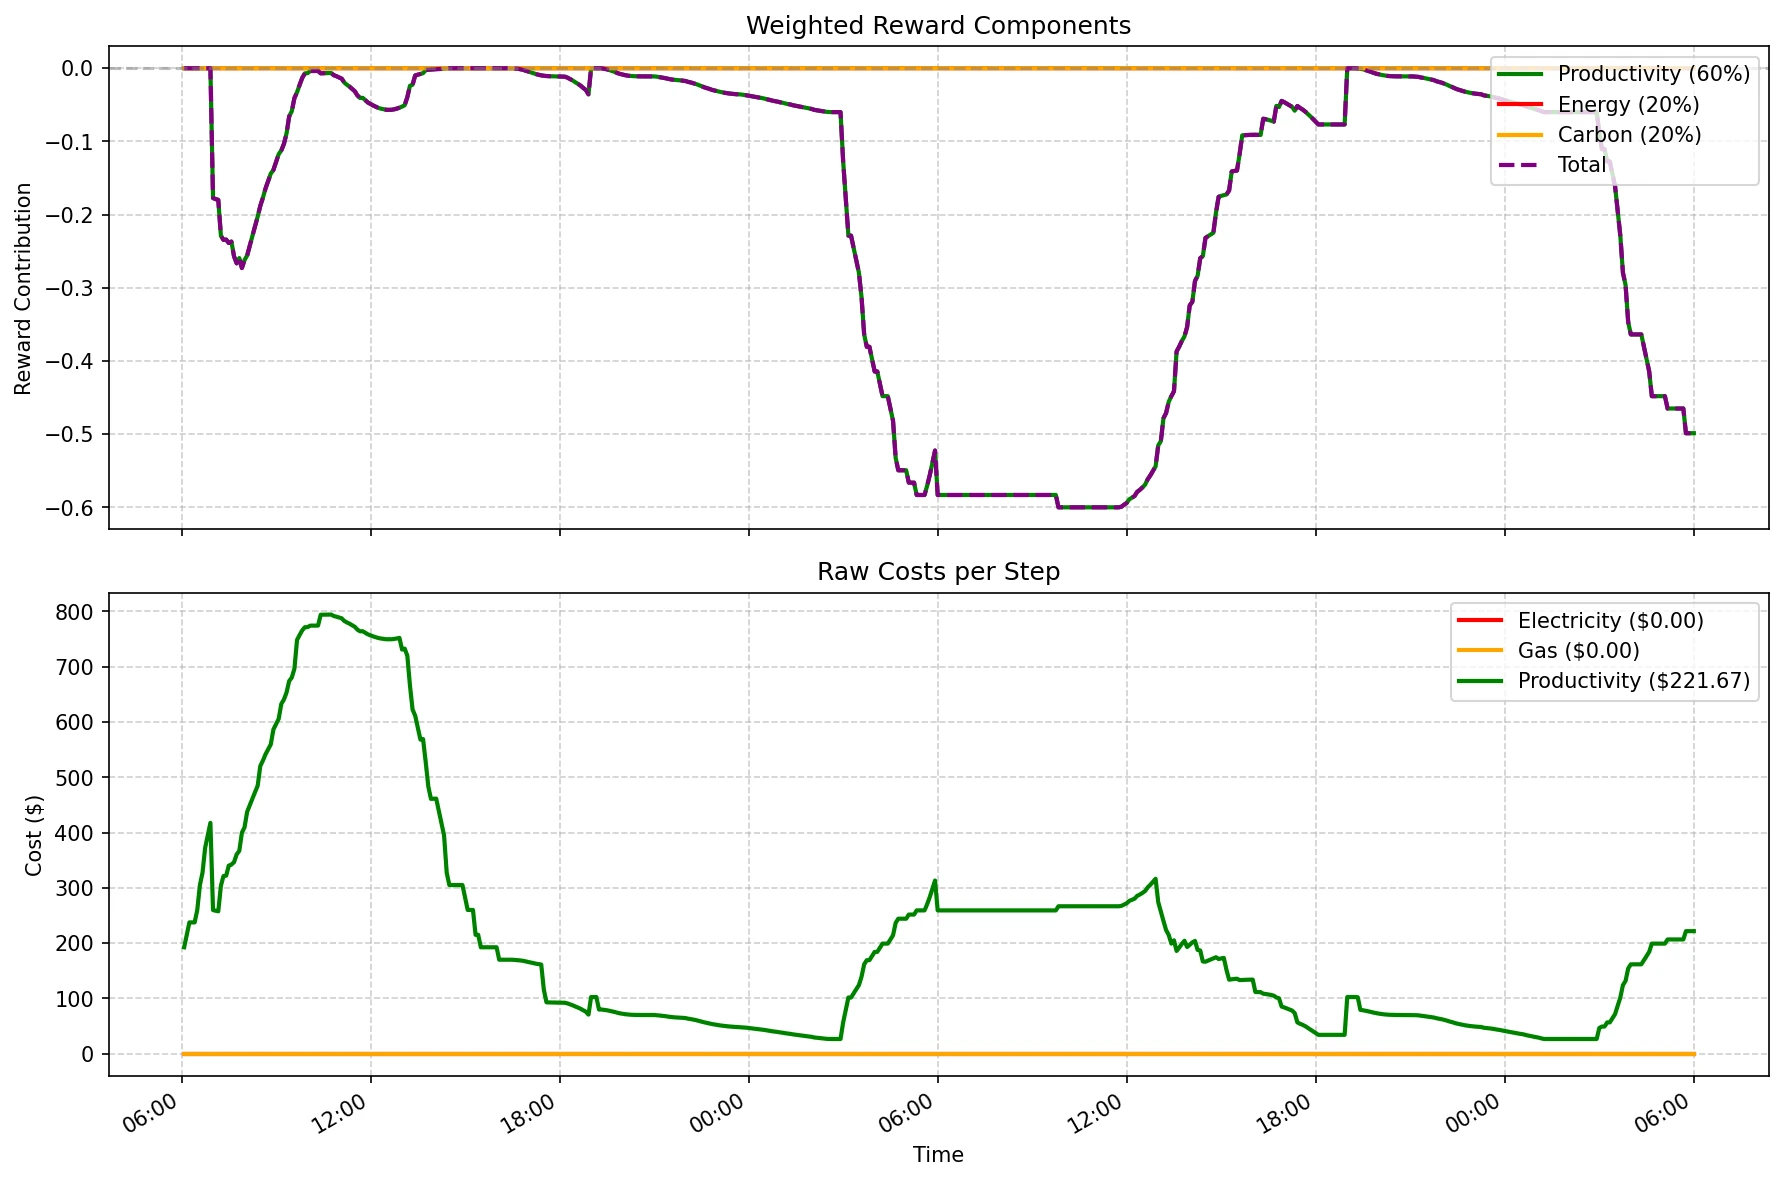 Weighted Reward Components
Reward Contribution
0.0
−0.1
−0.2
−0.3
−0.4
−0.5
−0.6
Productivity (60%)
Energy (20%)
Carbon (20%)
Total
Raw Costs per Step
Cost ($)
800
700
600
500
400
300
200
100
0
Electricity ($0.00)
Gas ($0.00)
Productivity ($221.67)
06:00
12:00
18:00
00:00
06:00
12:00
18:00
00:00
06:00
Time